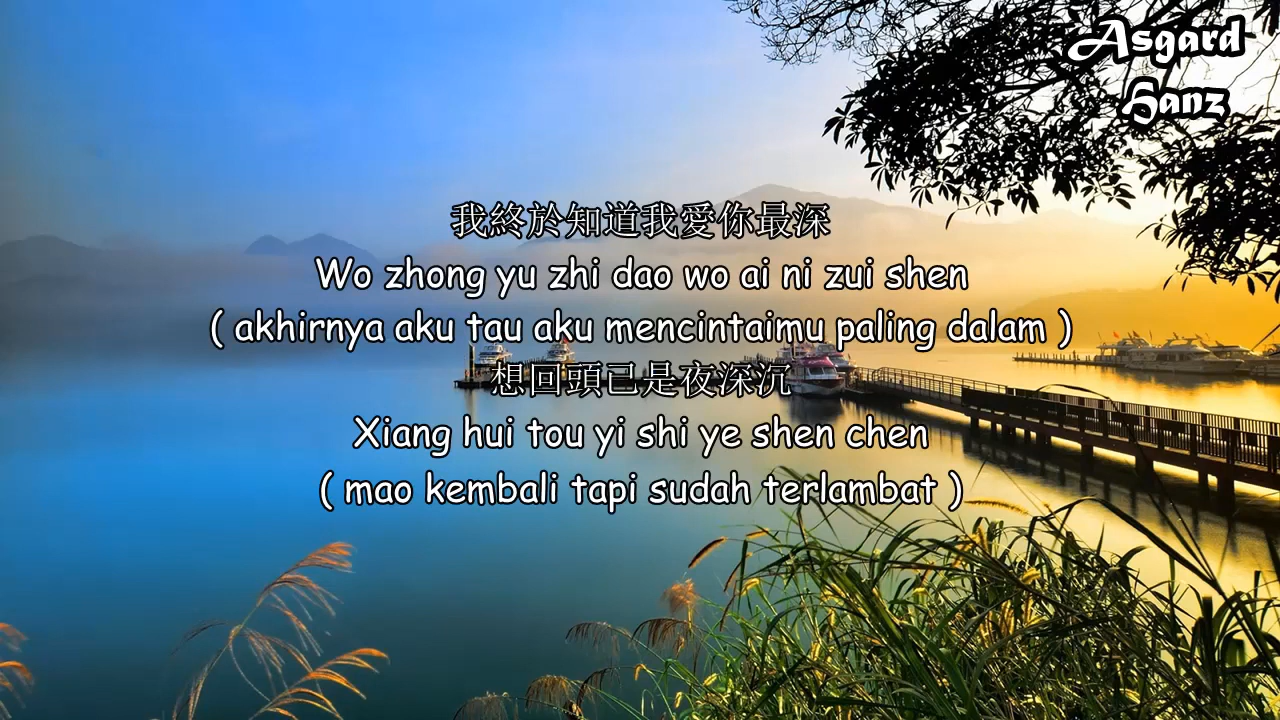 Asgard
Hanz
我終於知道我愛你最深
Wo zhong yu zhi dao wo ai ni zui shen
( akhirnya aku tau aku mencintaimu paling dalam )
想回頭已是夜深沉
Xiang hui tou yi shi ye shen chen
( mao kembali tapi sudah terlambat )